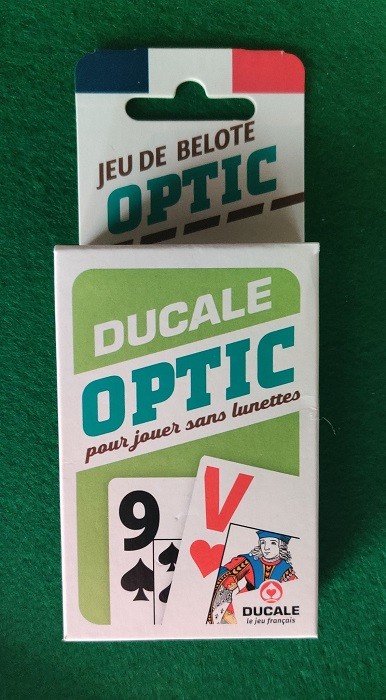 JEU DE BELOTE
OPTIC
DUCALE
OPTIC
pour jouer sans lunettes
9
V
DUCALE
le jeu français